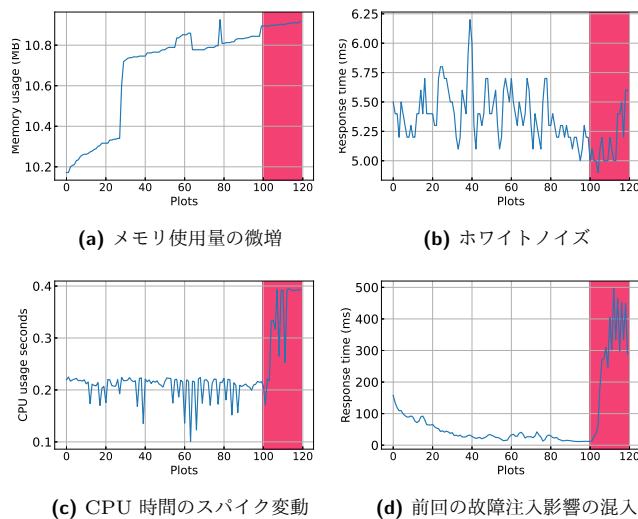 10.8
10.6
10.4
10.2
Memory usage (MB)
0 20 40 60 80 100 120
Plots
(a) メモリ使用量の微増
6.25
6.00
5.75
5.50
5.25
5.00
Response time (ms)
0 20 40 60 80 100 120
Plots
(b) ホワイトノイズ
0.4
0.3
0.2
0.1
CPU usage seconds
0 20 40 60 80 100 120
Plots
(c) CPU 時間のスパイク変動
500
400
300
200
100
0
Response time (ms)
0 20 40 60 80 100 120
Plots
(d) 前回の故障注入影響の混入